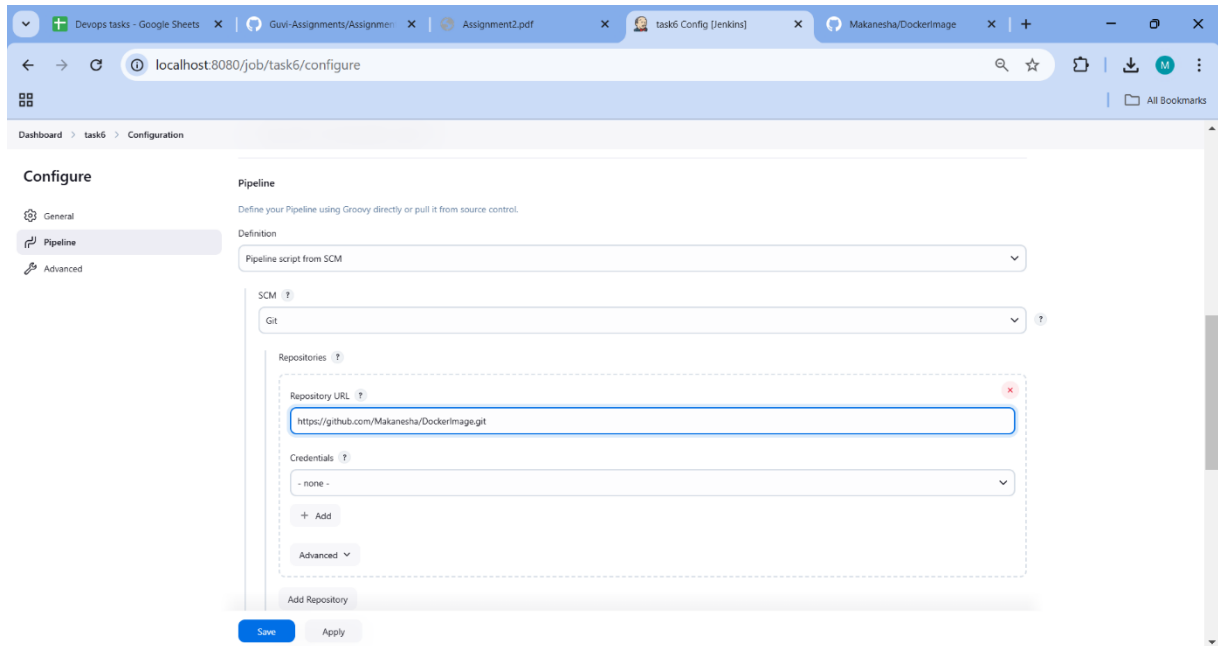 Devops tasks - Google Sheets
Guvi-Assignments/Assignmen
Assignment2.pdf
task6 Config [Jenkins]
Makanesha/DockerImage
localhost:8080/job/task6/configure
M
All Bookmarks
Dashboard > task6 > Configuration
Configure
General
Pipeline
Advanced
Pipeline
Define your Pipeline using Groovy directly or pull it from source control.
Definition
Pipeline script from SCM
SCM ?
Git
?
Repositories ?
Repository URL ?
https://github.com/Makanesha/DockerImage.git
Credentials ?
- none -
+ Add
Advanced
Add Repository
Save Apply